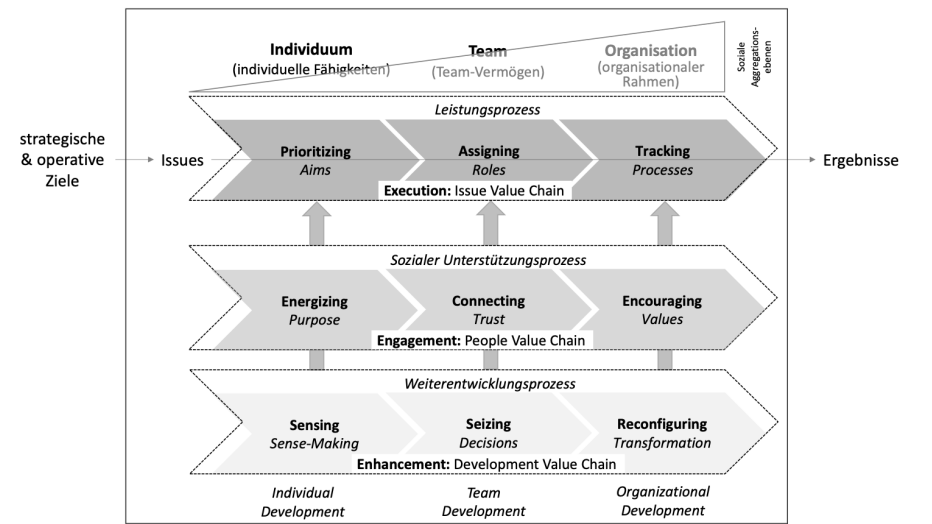 Individuum
(individuelle Fähigkeiten)
Team
(Team-Vermögen)
Organisation
(organisationaler
Rahmen)
Soziale
Aggregations-
ebenen
Leistungsprozess
strategische
& operative
Ziele
Issues
Prioritizing
Aims
Assigning
Roles
Tracking
Processes
Ergebnisse
Execution: Issue Value Chain
Sozialer Unterstützungsprozess
Energizing
Purpose
Connecting
Trust
Encouraging
Values
Engagement: People Value Chain
Weiterentwicklungsprozess
Sensing
Sense-Making
Seizing
Decisions
Reconfiguring
Transformation
Enhancement: Development Value Chain
Individual
Development
Team
Development
Organizational
Development